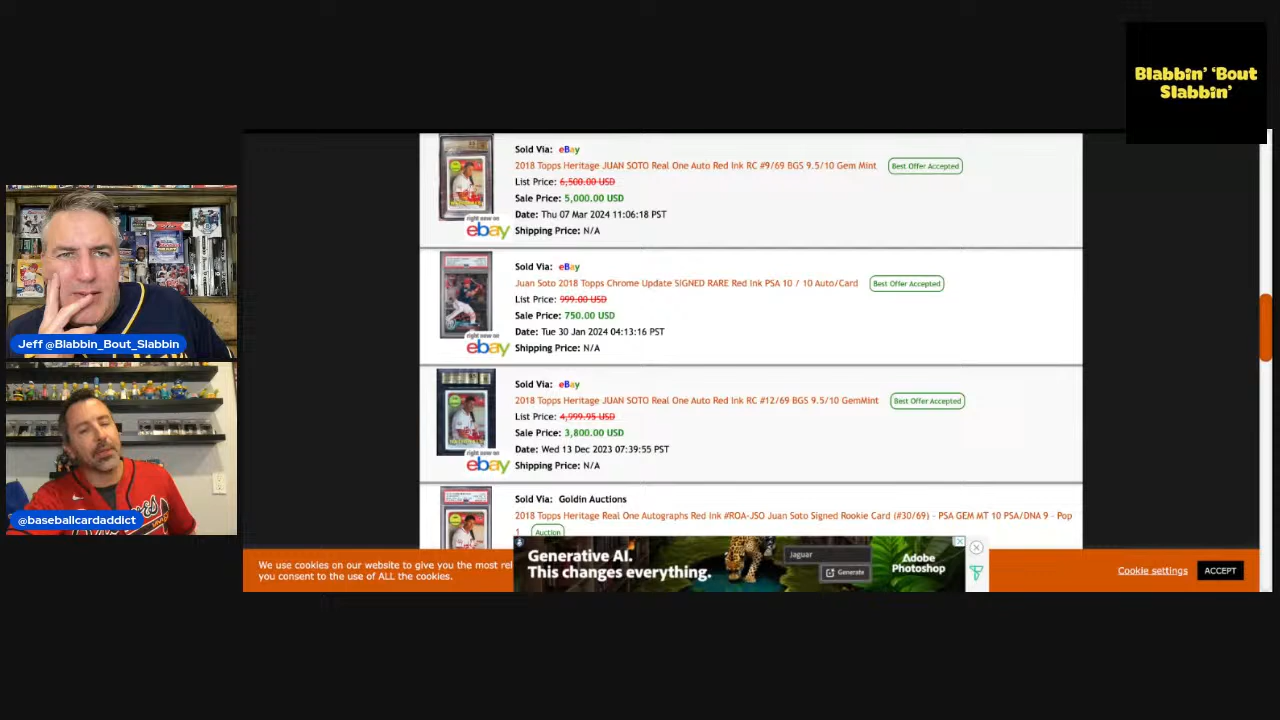 Blabbin' 'Bout
Slabbin'
Sold Via: eBay
2018 Topps Heritage JUAN SOTO Real One Auto Red Ink RC #9/69 BGS 9.5/10 Gem Mint Best Offer Accepted
List Price: 6,500.00 USD
Sale Price: 5,000.00 USD
Date: Thu 07 Mar 2024 11:06:18 PST
right now on
ebay Shipping Price: N/A
Sold Via: eBay
Juan Soto 2018 Topps Chrome Update SIGNED RARE Red Ink PSA 10 / 10 Auto/Card Best Offer Accepted
List Price: 999.00 USD
Sale Price: 750.00 USD
Date: Tue 30 Jan 2024 04:13:16 PST
right now on
ebay Shipping Price: N/A
Jeff @Blabbin_Bout_Slabbin
Sold Via: eBay
2018 Topps Heritage JUAN SOTO Real One Auto Red Ink RC #12/69 BGS 9.5/10 GemMint Best Offer Accepted
List Price: 4,999.95 USD
Sale Price: 3,800.00 USD
Date: Wed 13 Dec 2023 07:39:55 PST
right now on
ebay Shipping Price: N/A
Sold Via: Goldin Auctions
2018 Topps Heritage Real One Autographs Red Ink #ROA-JSO Juan Soto Signed Rookie Card (#30/69) - PSA GEM MT 10 PSA/DNA 9 - Pop
1 Auction
@baseballcardaddict
We use cookies on our website to give you the most rel
you consent to the use of ALL the cookies.
Generative AI.
This changes everything.
Jaguar
Generate
Adobe
Photoshop
Cookie settings ACCEPT